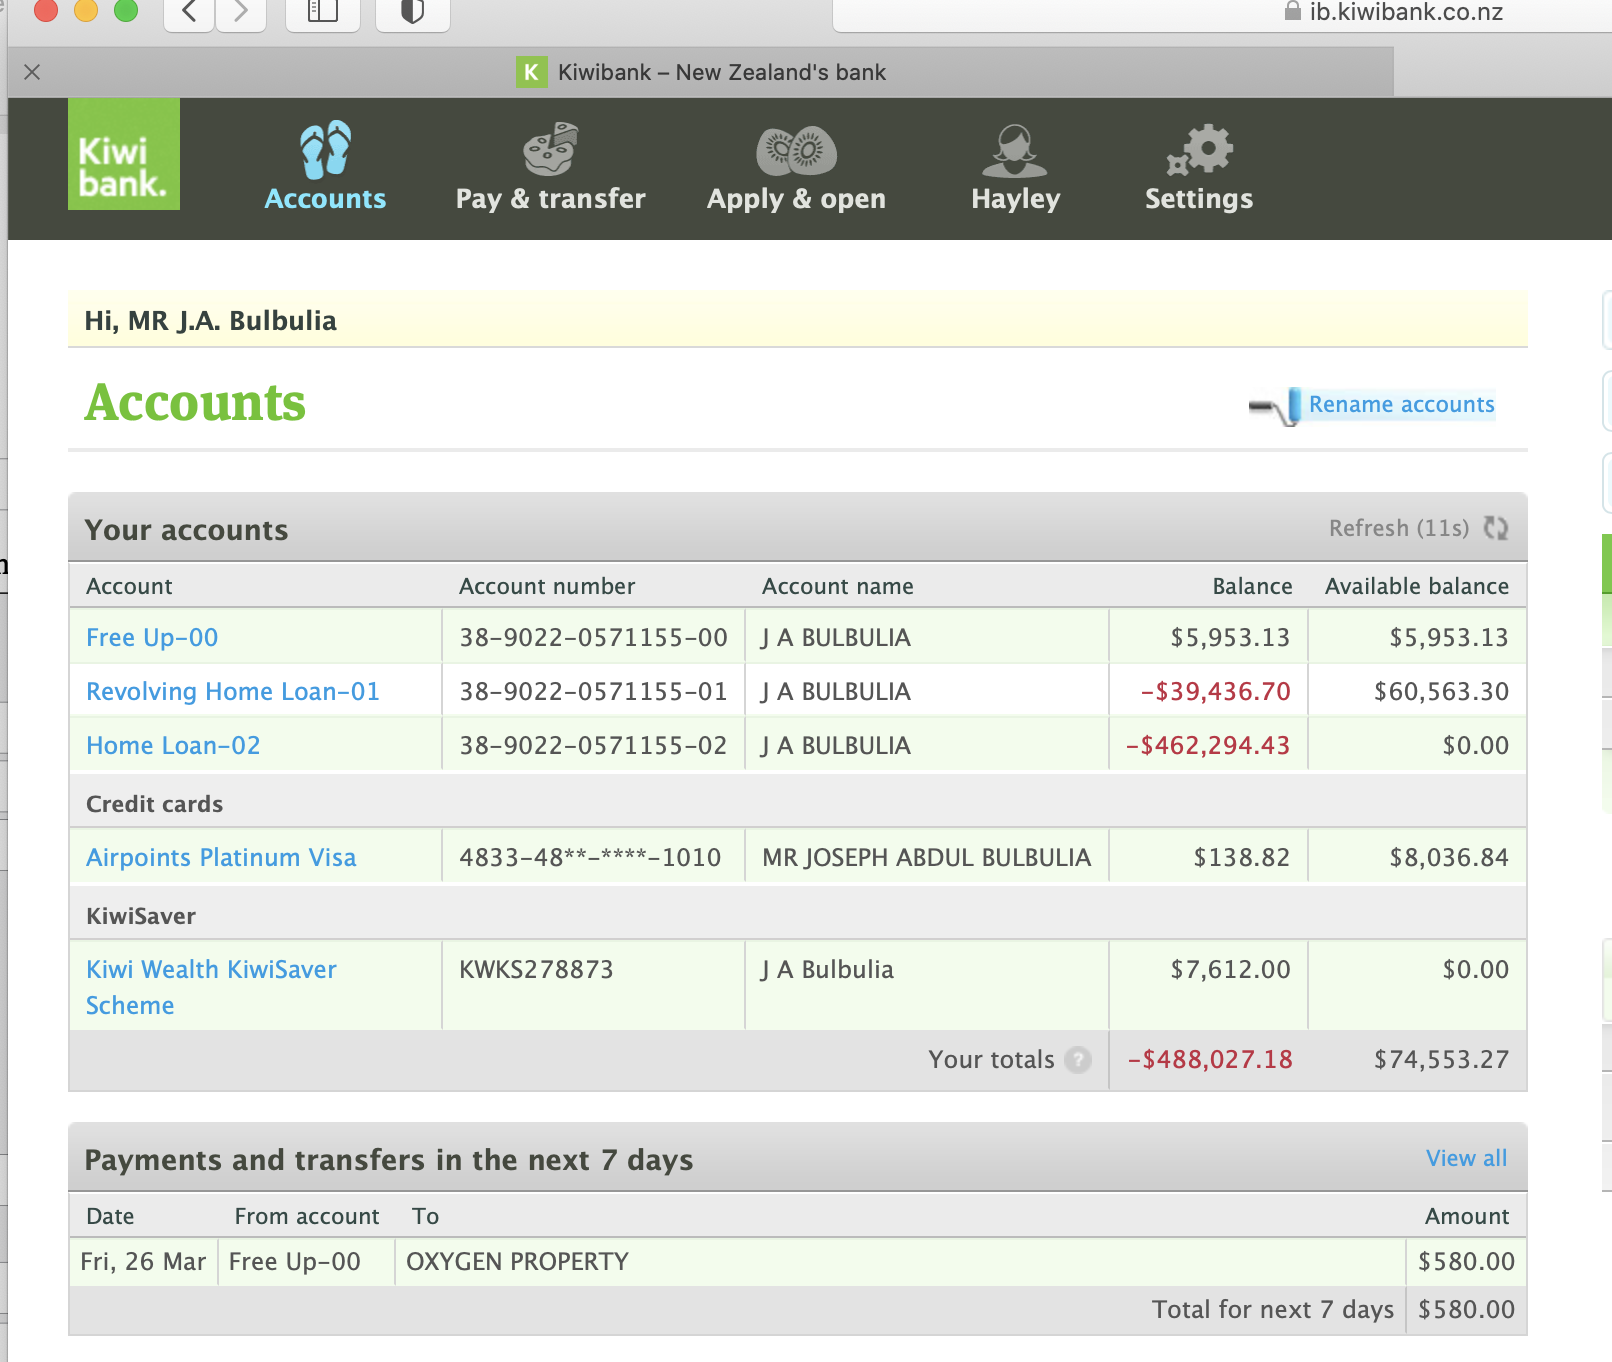 ib.kiwibank.co.nz
K Kiwibank – New Zealand's bank
Kiwi
bank.
Accounts
Pay & transfer
Apply & open
Hayley
Settings
Hi, MR J.A. Bulbulia
Accounts
Rename accounts
Your accounts
Refresh (11s)
Account Account number Account name Balance Available balance
Free Up-00 38-9022-0571155-00 J A BULBULIA $5,953.13 $5,953.13
Revolving Home Loan-01 38-9022-0571155-01 J A BULBULIA -$39,436.70 $60,563.30
Home Loan-02 38-9022-0571155-02 J A BULBULIA -$462,294.43 $0.00
Credit cards
Airpoints Platinum Visa 4833-48**-****-1010 MR JOSEPH ABDUL BULBULIA $138.82 $8,036.84
KiwiSaver
Kiwi Wealth KiwiSaver KWKS278873 J A Bulbulia $7,612.00 $0.00
Scheme
Your totals ? -$488,027.18 $74,553.27
Payments and transfers in the next 7 days
View all
Date From account To Amount
Fri, 26 Mar Free Up-00 OXYGEN PROPERTY $580.00
Total for next 7 days $580.00